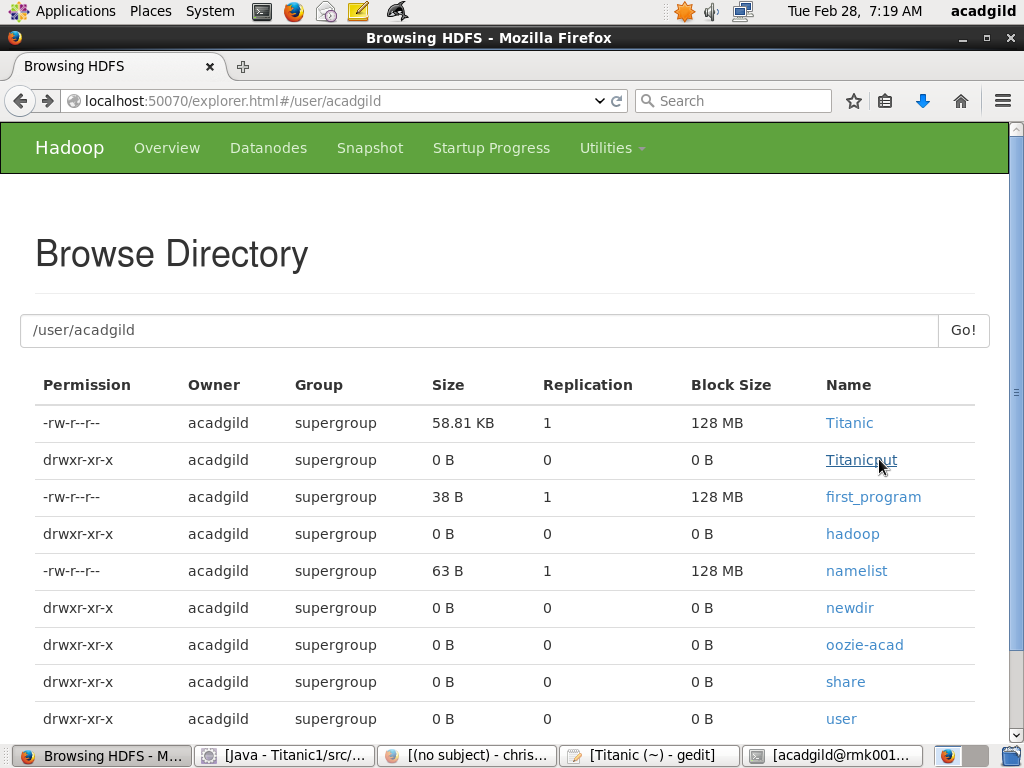 Applications Places System Tue Feb 28, 7:19 AM acadgild
Browsing HDFS - Mozilla Firefox
Browsing HDFS
localhost:50070/explorer.html#/user/acadgild Search
Hadoop Overview Datanodes Snapshot Startup Progress Utilities
Browse Directory
/user/acadgild Go!
Permission Owner Group Size Replication Block Size Name
-rw-r--r-- acadgild supergroup 58.81 KB 1 128 MB Titanic
drwxr-xr-x acadgild supergroup 0 B 0 0 B
-rw-r--r-- acadgild supergroup 38 B 1 128 MB first_program
drwxr-xr-x acadgild supergroup 0 B 0 0 B hadoop
-rw-r--r-- acadgild supergroup 63 B 1 128 MB namelist
drwxr-xr-x acadgild supergroup 0 B 0 0 B newdir
drwxr-xr-x acadgild supergroup 0 B 0 0 B oozie-acad
drwxr-xr-x acadgild supergroup 0 B 0 0 B share
drwxr-xr-x acadgild supergroup 0 B 0 0 B user
Browsing HDFS - M... [Java - Titanic1/src/... [(no subject) - chris... [Titanic (~) - gedit] [acadgild@rmk001...